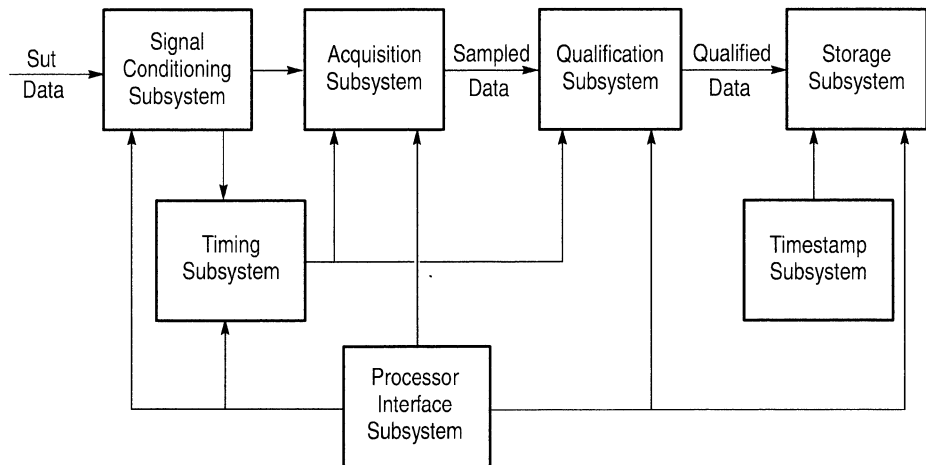 Sut
Data
Signal
Conditioning
Subsystem
Acquisition
Subsystem
Sampled
Data
Qualification
Subsystem
Qualified
Data
Storage
Subsystem
Timing
Subsystem
Timestamp
Subsystem
Processor
Interface
Subsystem